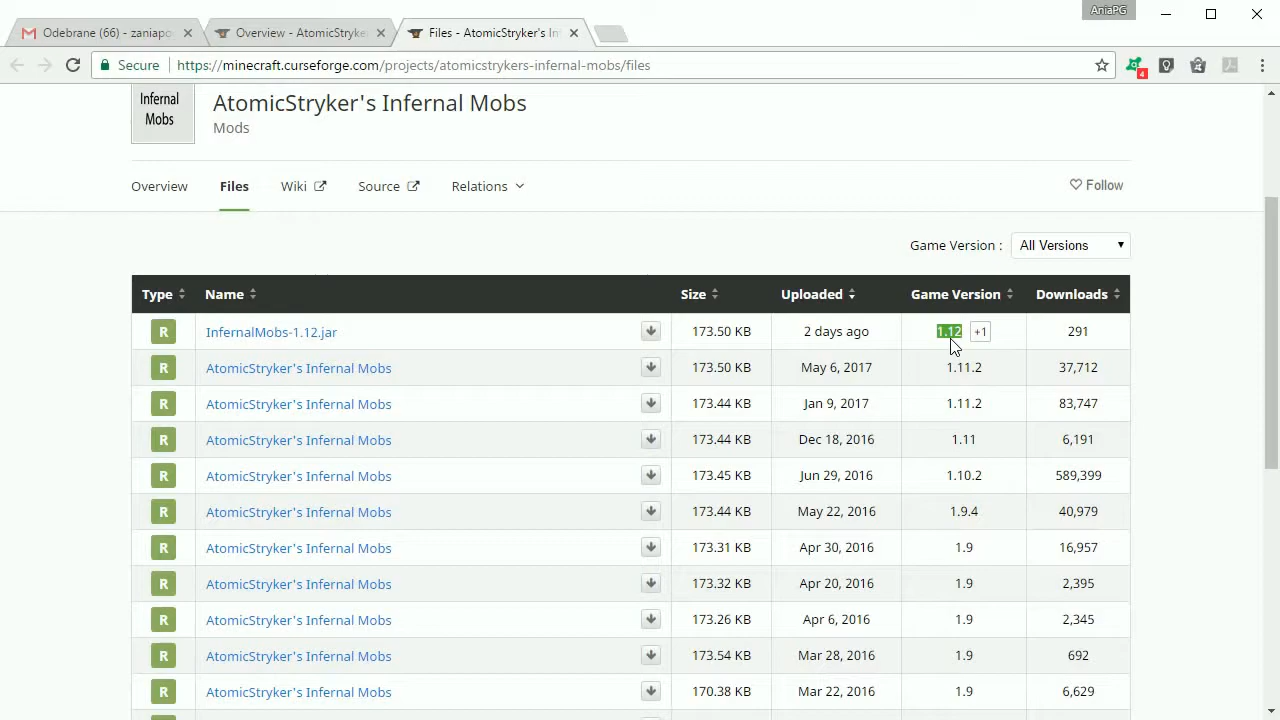 AniaPG
Odebrane (66) - zaniapo
Overview - AtomicStryke
Files - AtomicStryker's In
Secure
https://minecraft.curseforge.com/projects/atomicstrykers-infernal-mobs/files
4
Infernal
Mobs
AtomicStryker's Infernal Mobs
Mods
Overview Files Wiki Source Relations Follow
Game Version : All Versions
Type Name Size Uploaded Game Version Downloads
R InfernalMobs-1.12.jar 173.50 KB 2 days ago 1.12 +1 291
R AtomicStryker's Infernal Mobs 173.50 KB May 6, 2017 1.11.2 37,712
R AtomicStryker's Infernal Mobs 173.44 KB Jan 9, 2017 1.11.2 83,747
R AtomicStryker's Infernal Mobs 173.44 KB Dec 18, 2016 1.11 6,191
R AtomicStryker's Infernal Mobs 173.45 KB Jun 29, 2016 1.10.2 589,399
R AtomicStryker's Infernal Mobs 173.44 KB May 22, 2016 1.9.4 40,979
R AtomicStryker's Infernal Mobs 173.31 KB Apr 30, 2016 1.9 16,957
R AtomicStryker's Infernal Mobs 173.32 KB Apr 20, 2016 1.9 2,395
R AtomicStryker's Infernal Mobs 173.26 KB Apr 6, 2016 1.9 2,345
R AtomicStryker's Infernal Mobs 173.54 KB Mar 28, 2016 1.9 692
R AtomicStryker's Infernal Mobs 170.38 KB Mar 22, 2016 1.9 6,629